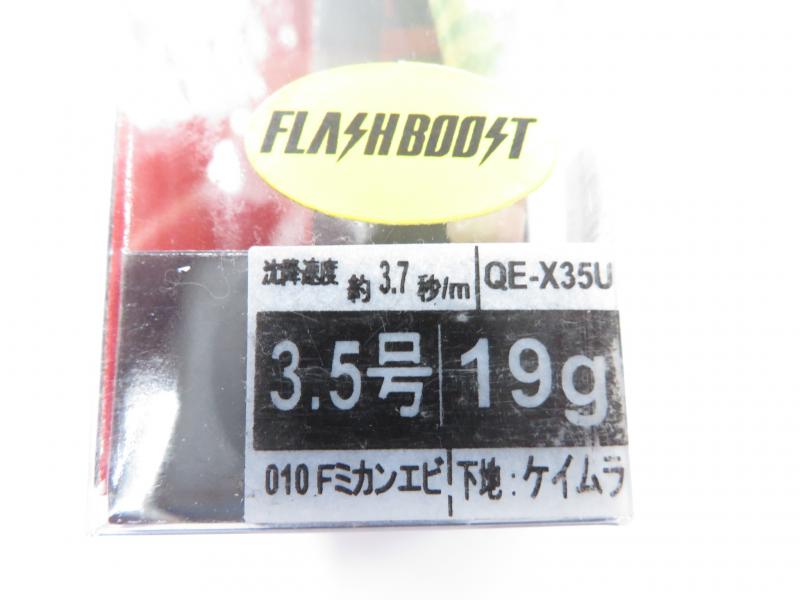 FLASHBOOST
沈降速度 約 3.7 秒/m QE-X35U
3.5号 19g
010 Fミカンエビ 下地:ケイムラ